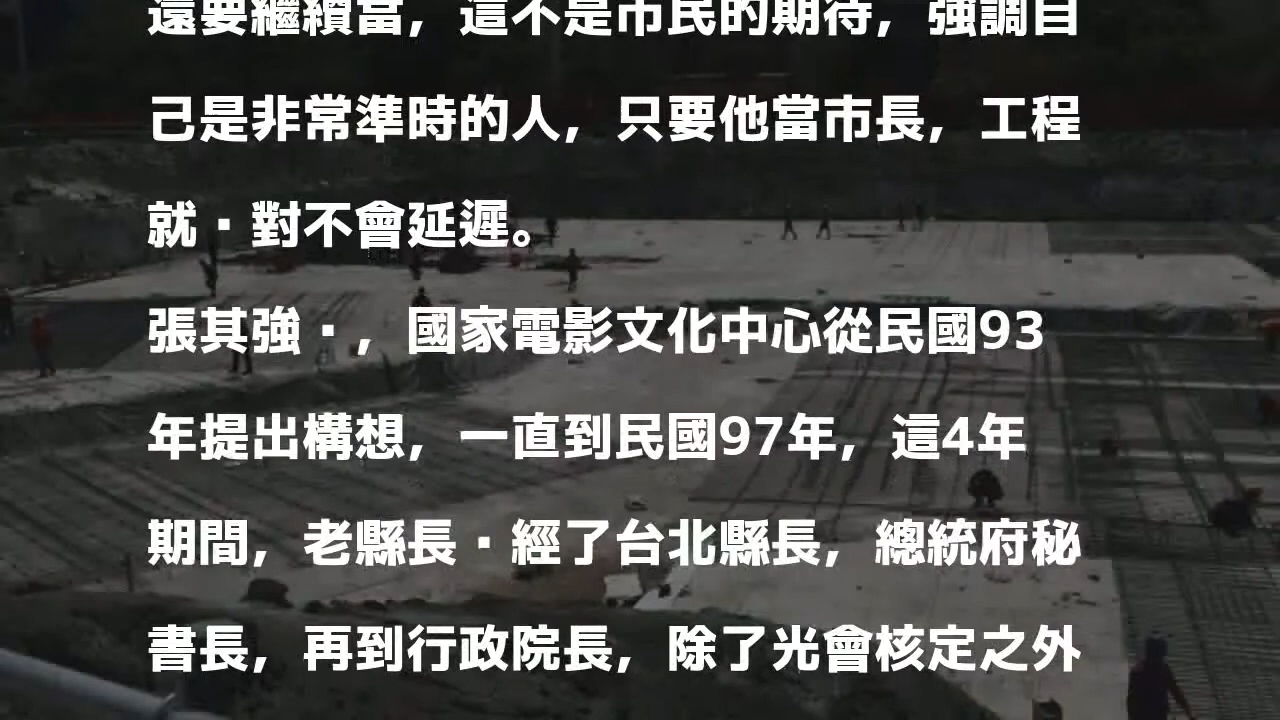 還要繼續當，這不是市民的期待，強調自
己是非常準時的人，只要他當市長，工程
就▪對不會延遲。
張其強▪，國家電影文化中心從民國93
年提出構想，一直到民國97年，這4年
期間，老縣長▪經了台北縣長，總統府秘
書長，再到行政院長，除了光會核定之外